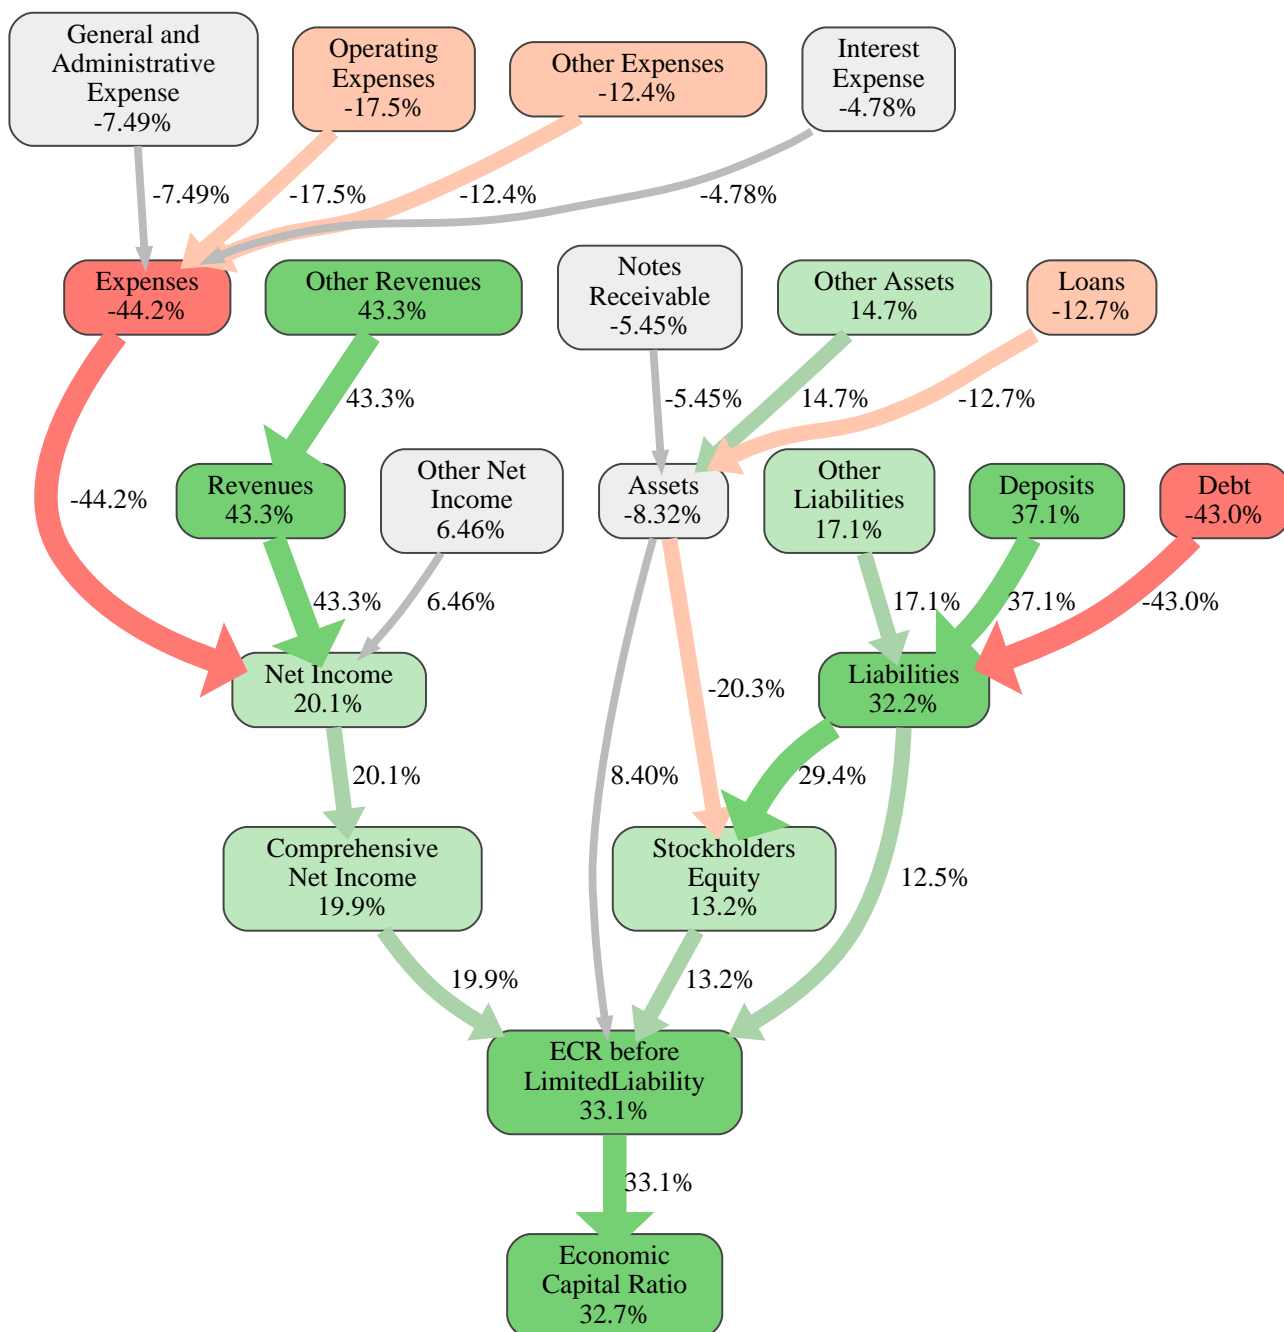 General and
Administrative
Expense
-7.49%
Operating
Expenses
-17.5%
Other Expenses
-12.4%
Interest
Expense
-4.78%
-7.49%
-17.5%
-12.4%
-4.78%
Expenses
-44.2%
Other Revenues
43.3%
Notes
Receivable
-5.45%
Other Assets
14.7%
Loans
-12.7%
43.3%
-5.45%
14.7%
-12.7%
-44.2%
Revenues
43.3%
Other Net
Income
6.46%
Assets
-8.32%
Other
Liabilities
17.1%
Deposits
37.1%
Debt
-43.0%
43.3%
6.46%
17.1%
37.1%
-43.0%
Net Income
20.1%
-20.3%
Liabilities
32.2%
20.1%
8.40%
29.4%
Comprehensive
Net Income
19.9%
Stockholders
Equity
13.2%
12.5%
19.9%
13.2%
ECR before
LimitedLiability
33.1%
33.1%
Economic
Capital Ratio
32.7%